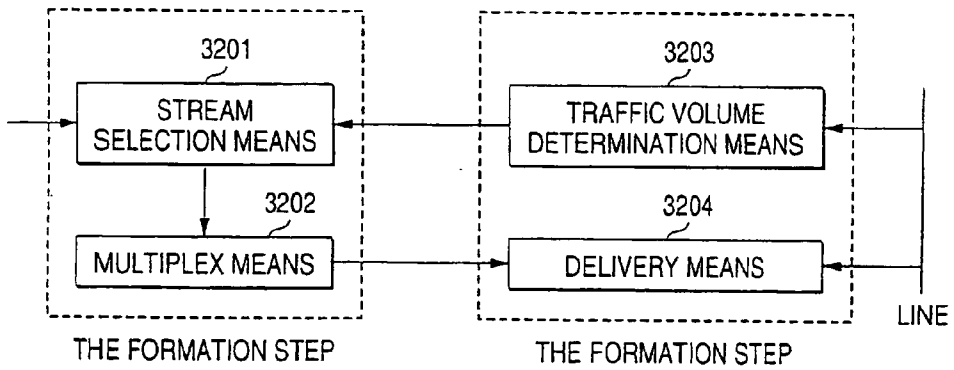 3201
STREAM
SELECTION MEANS
3202
MULTIPLEX MEANS
THE FORMATION STEP
3203
TRAFFIC VOLUME
DETERMINATION MEANS
3204
DELIVERY MEANS
THE FORMATION STEP
LINE